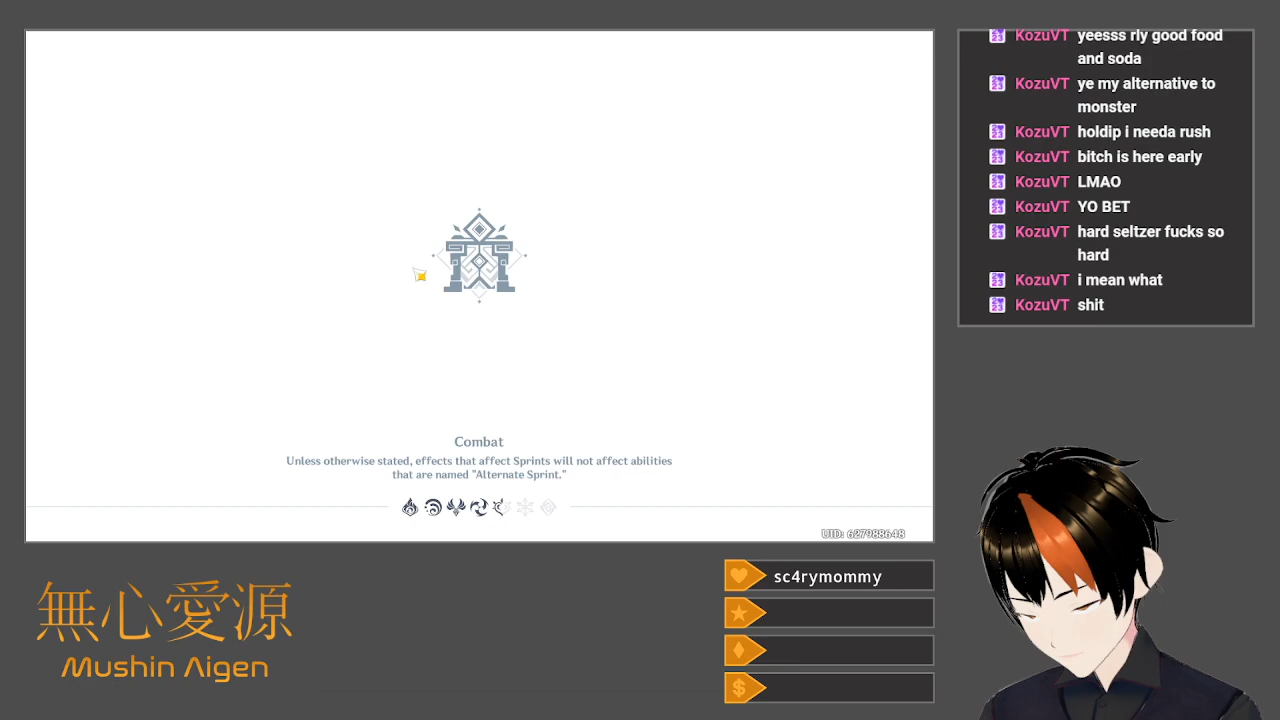 KozuVT yeesss rly good food
and soda
KozuVT ye my alternative to
monster
KozuVT holdip i needa rush
KozuVT bitch is here early
KozuVT LMAO
KozuVT YO BET
KozuVT hard seltzer fucks so
hard
KozuVT i mean what
KozuVT shit
Combat
Unless otherwise stated, effects that affect Sprints will not affect abilities
that are named "Alternate Sprint."
UID: 627988648
無心愛源
Mushin Aigen
sc4rymommy